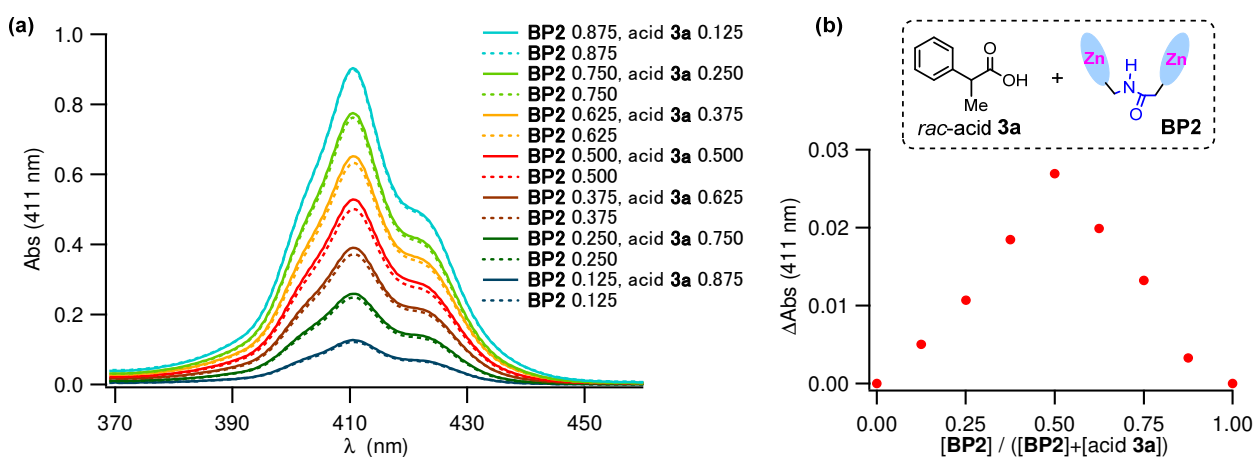 (a)
1.0
0.8
0.6
0.4
0.2
0.0
Abs (411 nm)
370
390
410
430
450
λ (nm)
BP2 0.875, acid 3a 0.125
BP2 0.875
BP2 0.750, acid 3a 0.250
BP2 0.750
BP2 0.625, acid 3a 0.375
BP2 0.625
BP2 0.500, acid 3a 0.500
BP2 0.500
BP2 0.375, acid 3a 0.625
BP2 0.375
BP2 0.250, acid 3a 0.750
BP2 0.250
BP2 0.125, acid 3a 0.875
BP2 0.125
(b)
O
OH
Me
rac-acid 3a
+
Zn
Zn
H
N
O
BP2
0.03
0.02
0.01
0.00
ΔAbs (411 nm)
0.00
0.25
0.50
0.75
1.00
[BP2] / ([BP2]+[acid 3a])